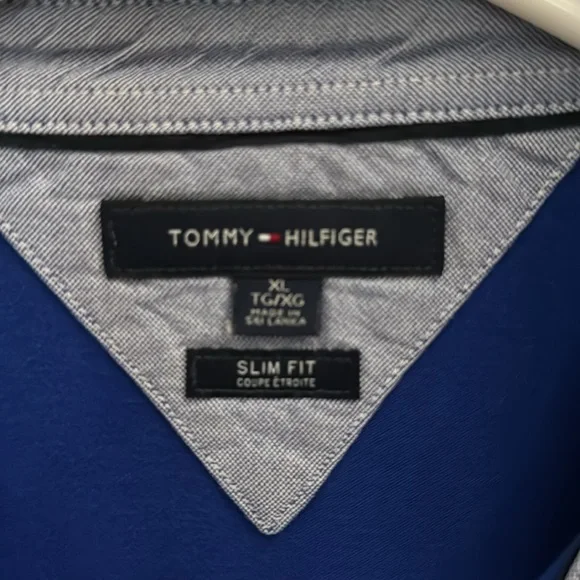 TOMMY HILFIGER
XL
TG/XG
MADE IN
SRI LANKA
SLIM FIT
COUPE ÉTROITE